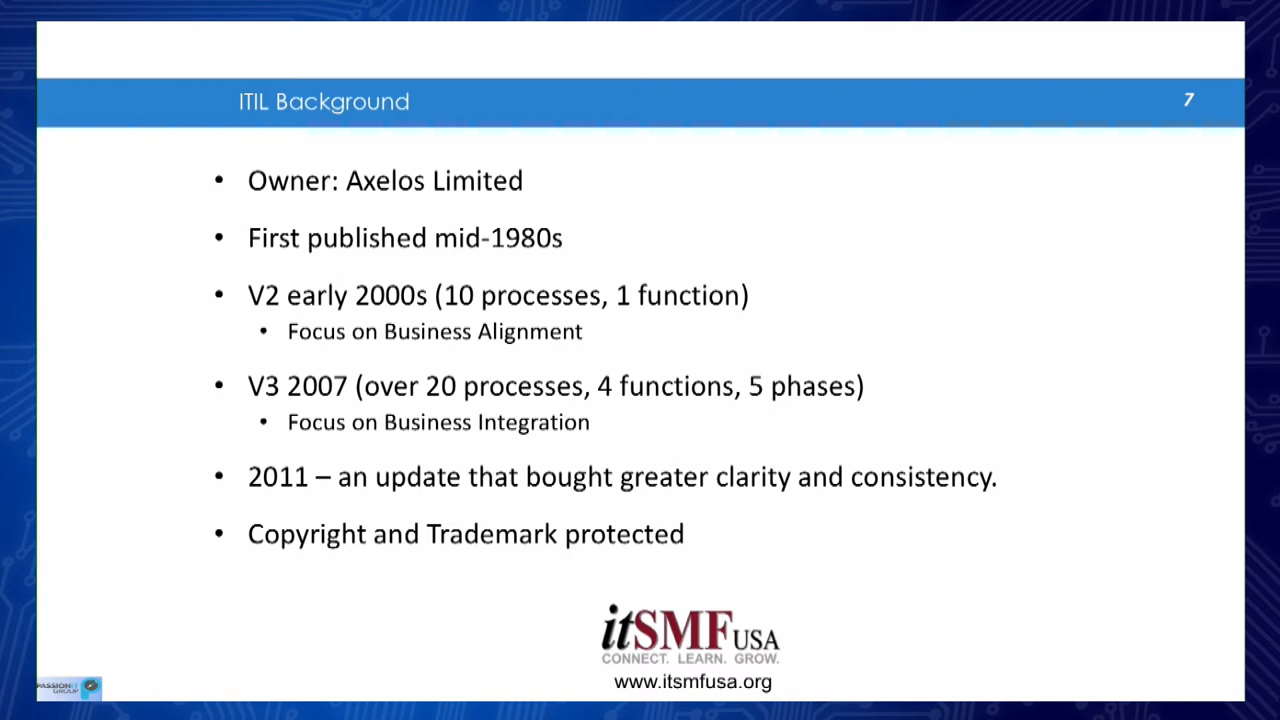 ITIL Background
7
• Owner: Axelos Limited
• First published mid-1980s
• V2 early 2000s (10 processes, 1 function)
• Focus on Business Alignment
• V3 2007 (over 20 processes, 4 functions, 5 phases)
• Focus on Business Integration
• 2011 – an update that bought greater clarity and consistency.
• Copyright and Trademark protected
itSMF USA
CONNECT. LEARN. GROW.
www.itsmfusa.org
PASSIONIT
GROUP